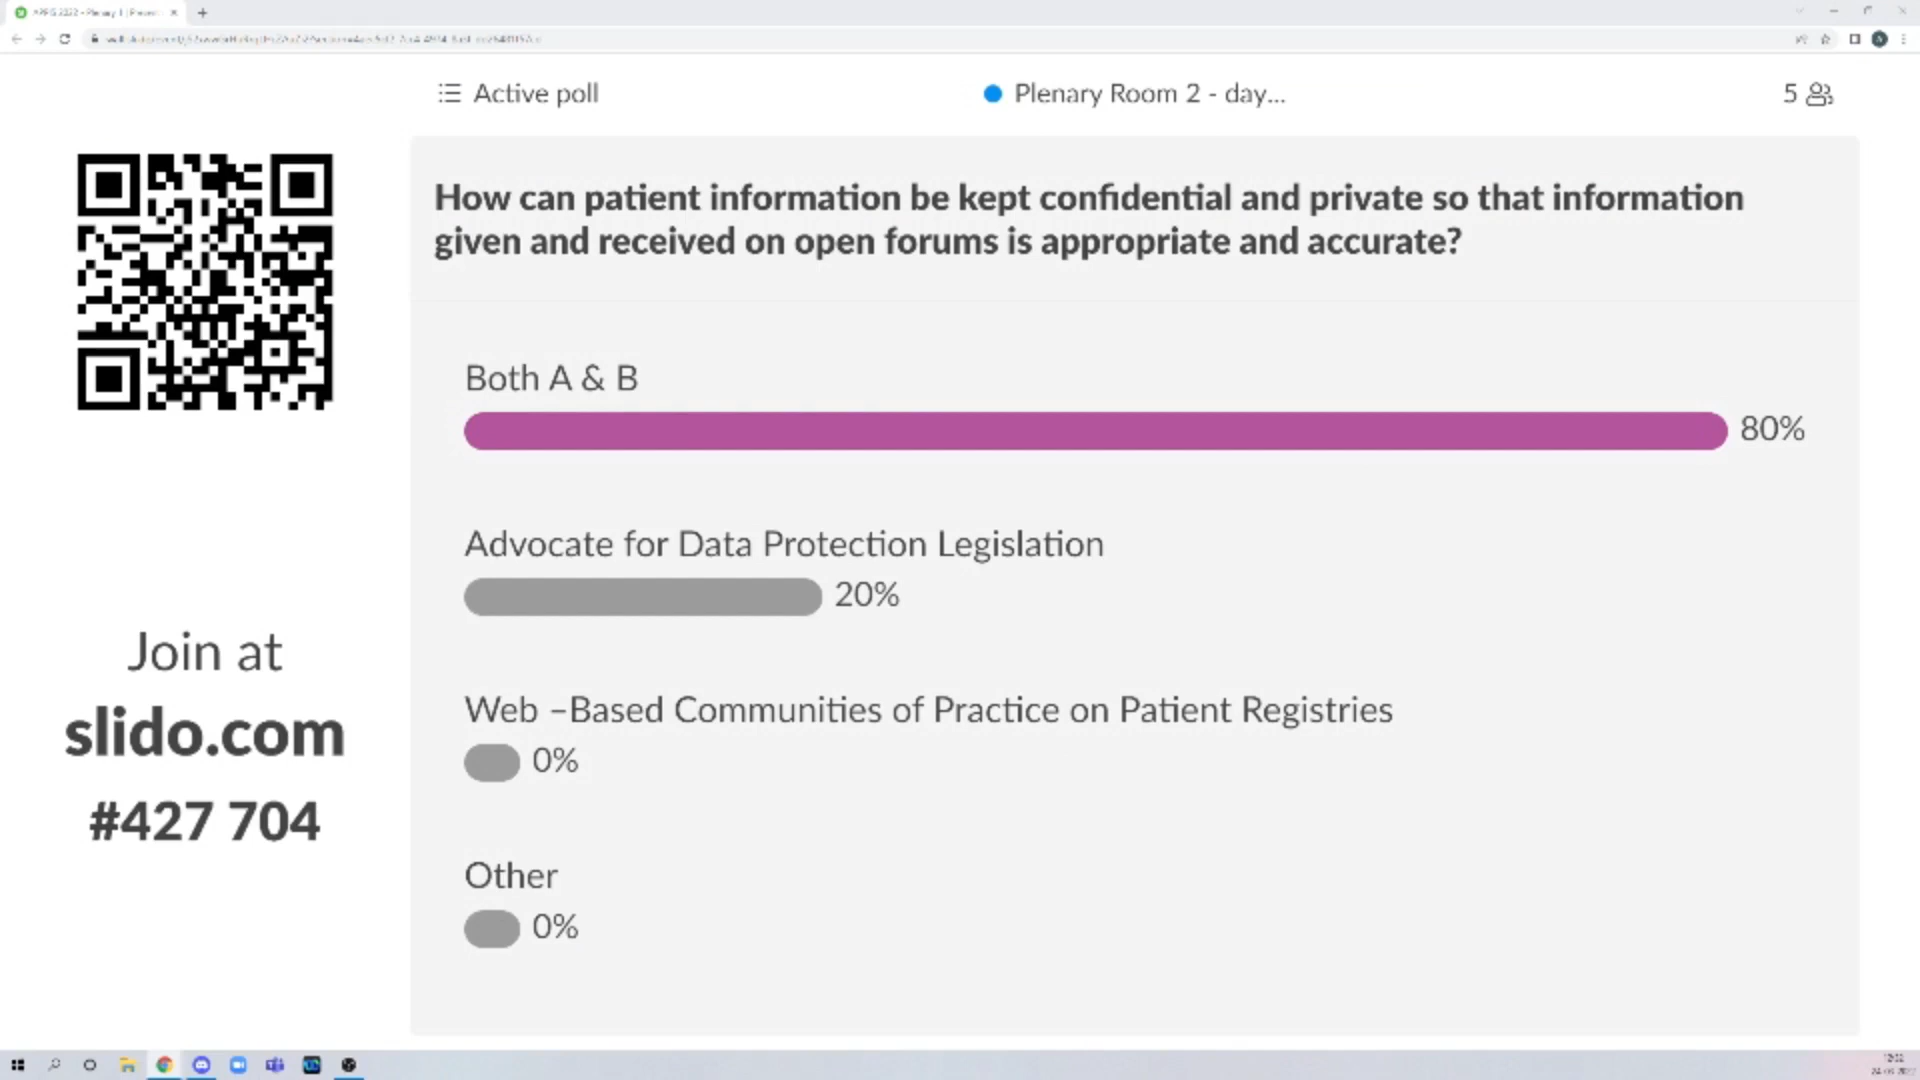 Active poll
Plenary Room 2 - day...
5
How can patient information be kept confidential and private so that information
given and received on open forums is appropriate and accurate?
Both A & B
80%
Advocate for Data Protection Legislation
20%
Web –Based Communities of Practice on Patient Registries
0%
Other
0%
Join at
slido.com
#427 704